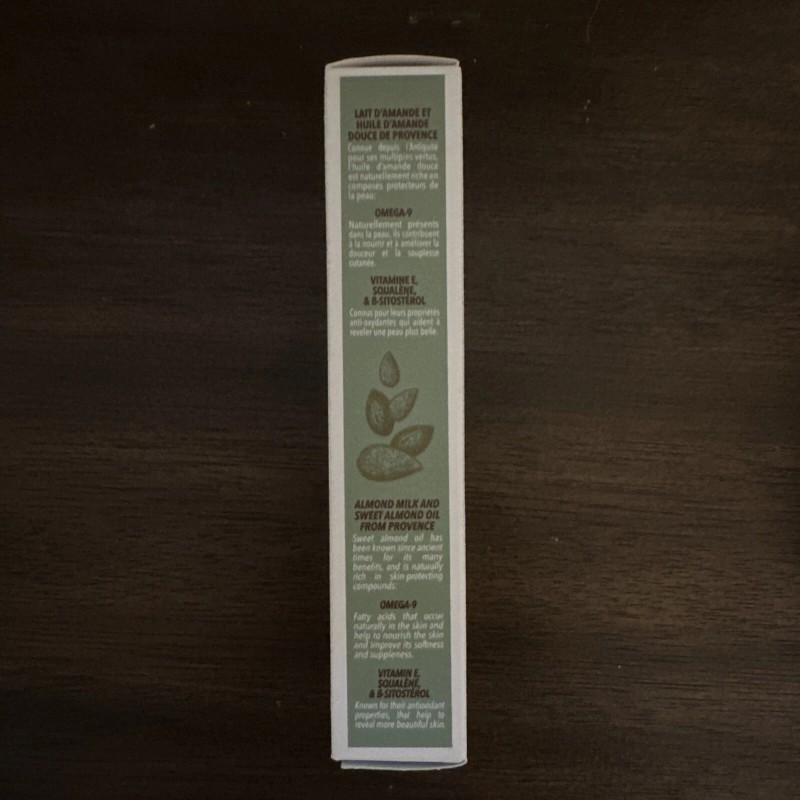 LAIT D'AMANDE ET
HUILE D'AMANDE
DOUCE DE PROVENCE
Connue depuis l'Antiquité
pour ses multiples vertus,
l'huile d'amande douce
est naturellement riche en
composés protecteurs de
la peau:
OMEGA-9
Naturellement présents
dans la peau, ils contribuent
à la nourrir et à améliorer la
douceur et la souplesse
cutanée.
VITAMINE E,
SQUALÈNE,
& B-SITOSTÉROL
Connus pour leurs propriétés
anti-oxydantes qui aident à
révéler une peau plus belle.
ALMOND MILK AND
SWEET ALMOND OIL
FROM PROVENCE
Sweet almond oil has
been known since ancient
times for its many
benefits, and is naturally
rich in skin-protecting
compounds:
OMEGA-9
Fatty acids that occur
naturally in the skin and
help to nourish the skin
and improve its softness
and suppleness.
VITAMIN E,
SQUALÈNE,
& B-SITOSTÉROL
Known for their antioxidant
properties, that help to
reveal more beautiful skin.